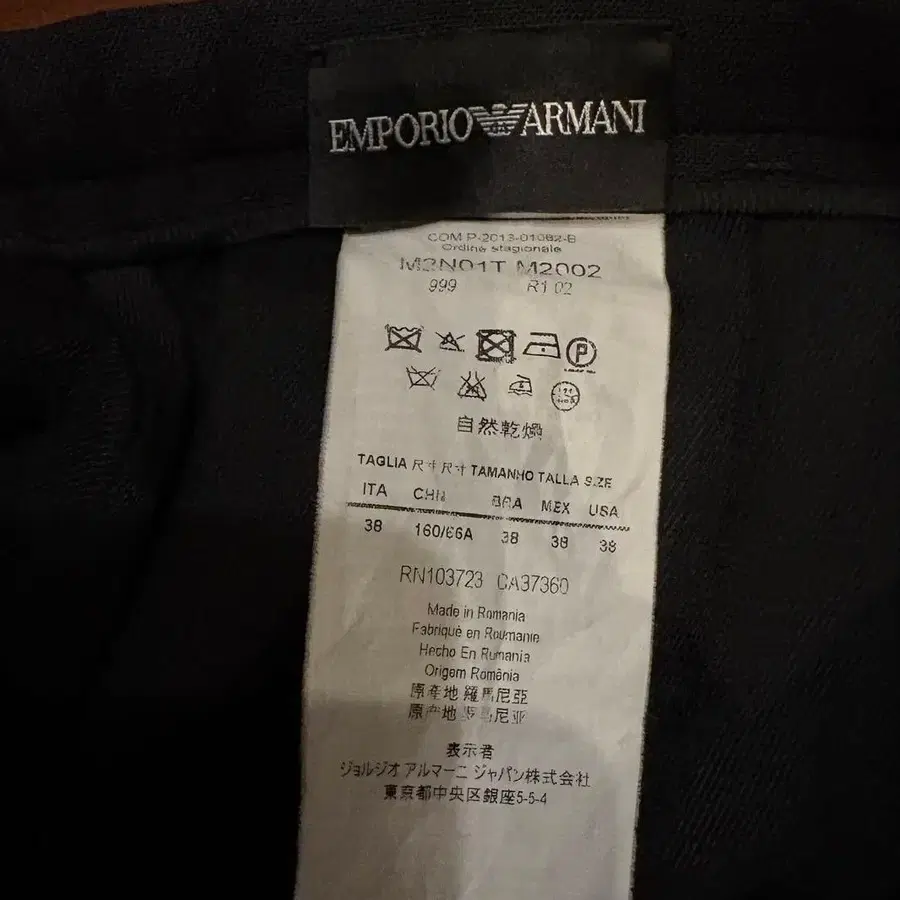 EMPORIO ARMANI
COM P-2013-01082-B
Ordine stagionale
M2N01T M2002
999 R1 02
P
自然乾燥
TAGLIA 尺寸 尺寸 TAMANHO TALLA SIZE
ITA CHN BRA MEX USA
38 160/66A 38 38 38
RN103723 CA37360
Made in Romania
Fabriqué en Roumanie
Hecho En Rumania
Origem România
原產地 羅馬尼亞
原产地 罗马尼亚
表示者
ジョルジオ アルマーニ ジャパン株式会社
東京都中央区銀座5-5-4